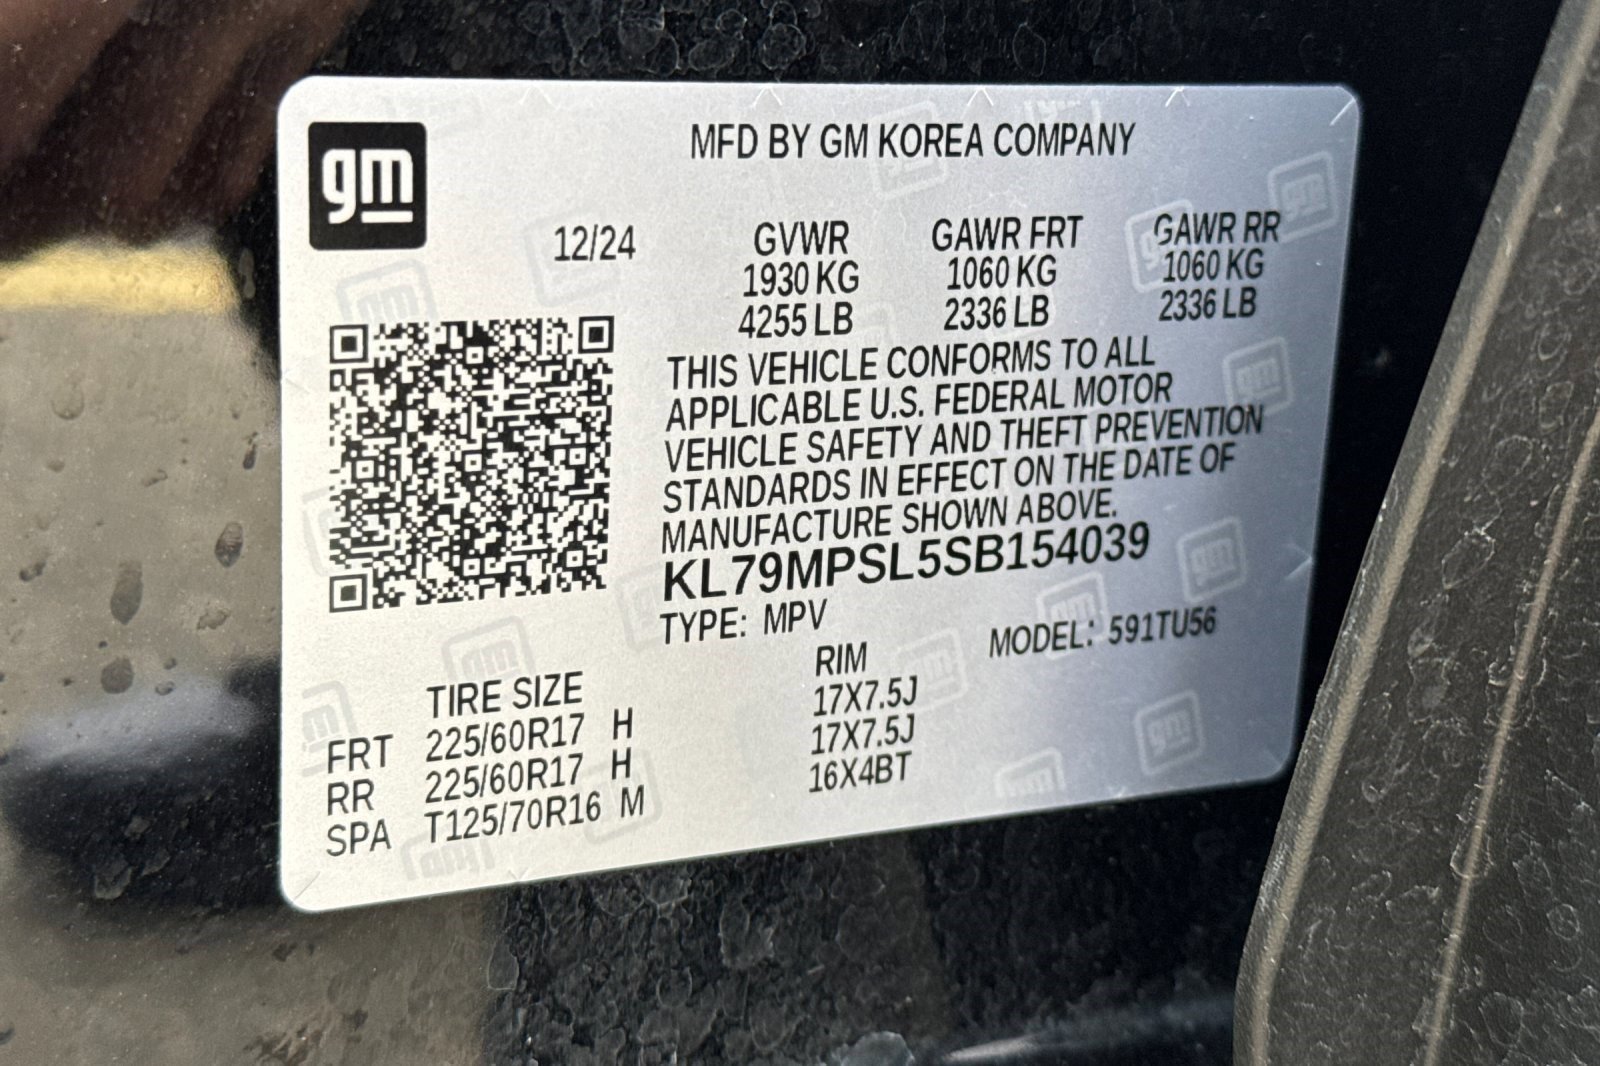 gm
MFD BY GM KOREA COMPANY
12/24 GVWR GAWR FRT GAWR RR
1930 KG 1060 KG 1060 KG
4255 LB 2336 LB 2336 LB
THIS VEHICLE CONFORMS TO ALL
APPLICABLE U.S. FEDERAL MOTOR
VEHICLE SAFETY AND THEFT PREVENTION
STANDARDS IN EFFECT ON THE DATE OF
MANUFACTURE SHOWN ABOVE.
KL79MPSL5SB154039
TYPE: MPV MODEL: 591TU56
TIRE SIZE RIM
FRT 225/60R17 H 17X7.5J
RR 225/60R17 H 17X7.5J
SPA T125/70R16 M 16X4BT